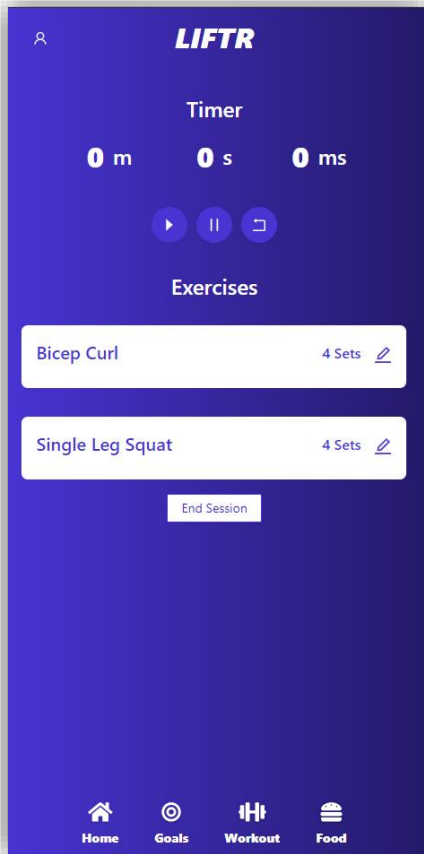 LIFTR
Timer
0 m 0 s 0 ms
Exercises
Bicep Curl 4 Sets
Single Leg Squat 4 Sets
End Session
Home Goals Workout Food